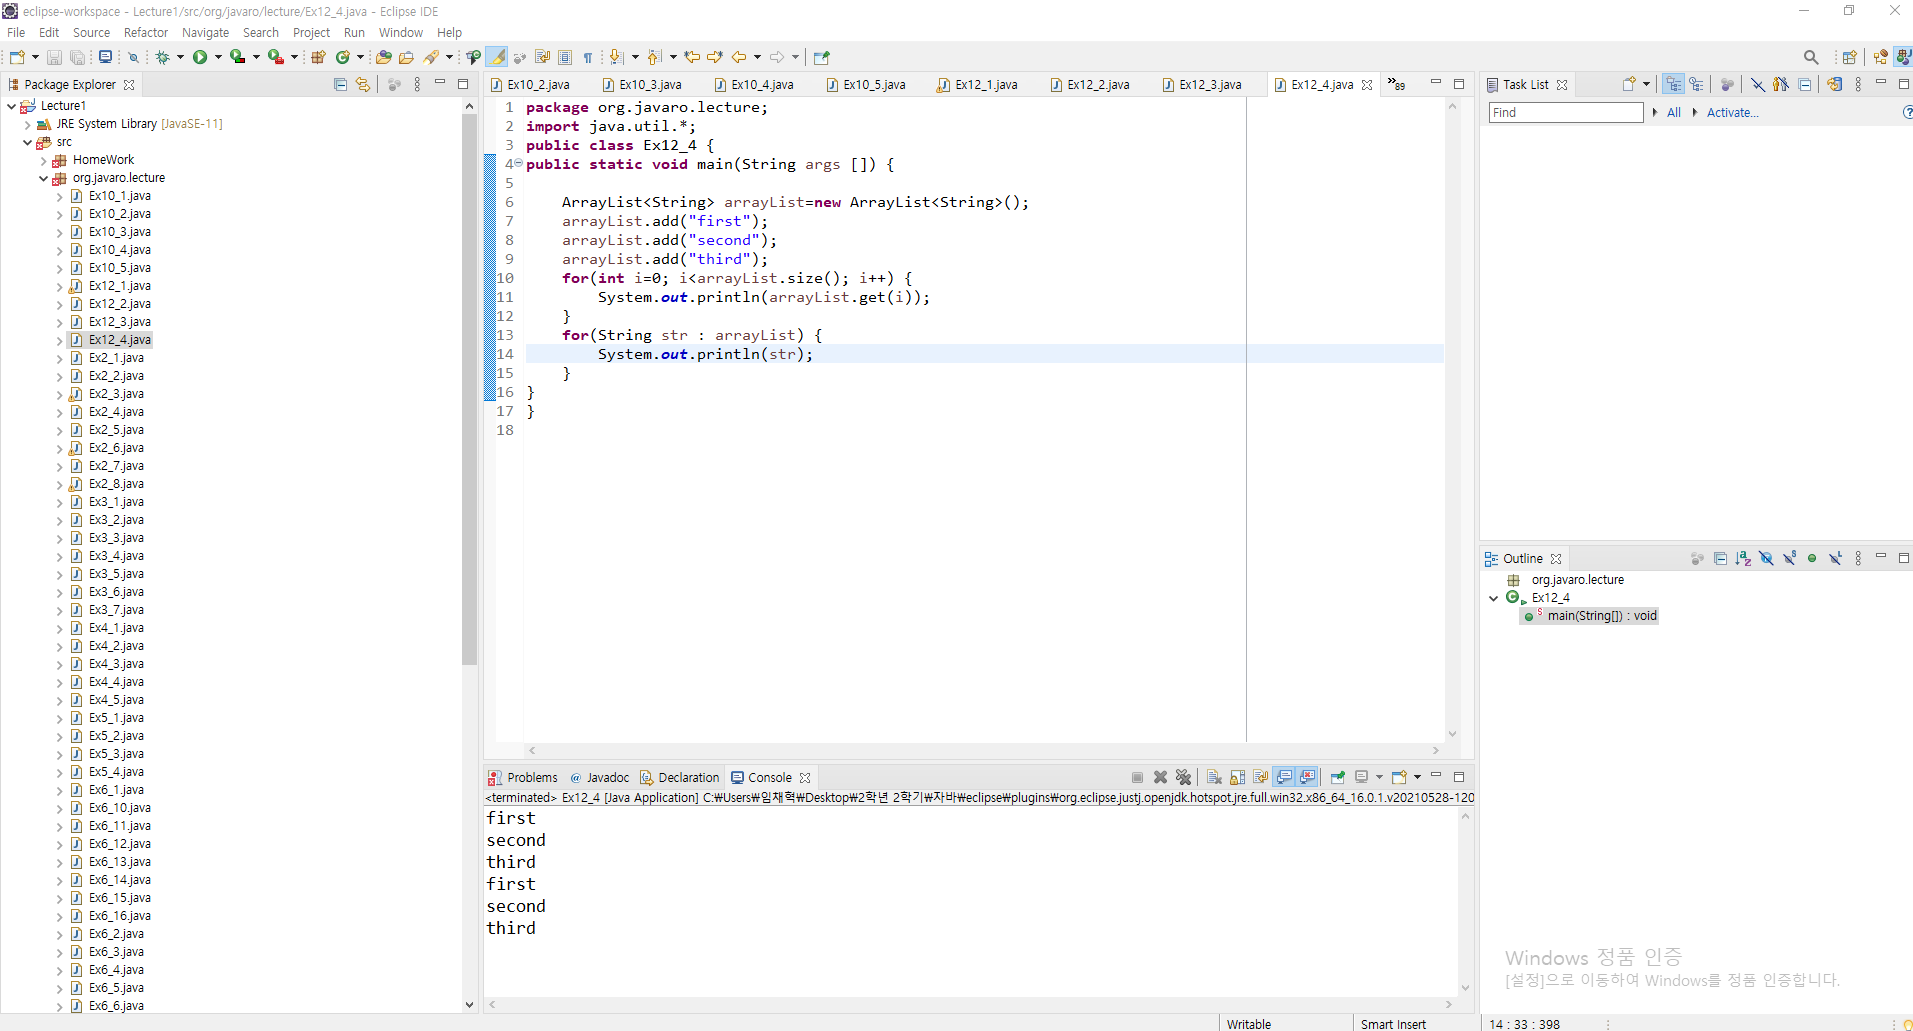 eclipse-workspace - Lecture1/src/org/javaro/lecture/Ex12_4.java - Eclipse IDE
File Edit Source Refactor Navigate Search Project Run Window Help
Package Explorer
Lecture1
JRE System Library [JavaSE-11]
src
HomeWork
org.javaro.lecture
Ex10_1.java
Ex10_2.java
Ex10_3.java
Ex10_4.java
Ex10_5.java
Ex12_1.java
Ex12_2.java
Ex12_3.java
Ex12_4.java
Ex2_1.java
Ex2_2.java
Ex2_3.java
Ex2_4.java
Ex2_5.java
Ex2_6.java
Ex2_7.java
Ex2_8.java
Ex3_1.java
Ex3_2.java
Ex3_3.java
Ex3_4.java
Ex3_5.java
Ex3_6.java
Ex3_7.java
Ex4_1.java
Ex4_2.java
Ex4_3.java
Ex4_4.java
Ex4_5.java
Ex5_1.java
Ex5_2.java
Ex5_3.java
Ex5_4.java
Ex6_1.java
Ex6_10.java
Ex6_11.java
Ex6_12.java
Ex6_13.java
Ex6_14.java
Ex6_15.java
Ex6_16.java
Ex6_2.java
Ex6_3.java
Ex6_4.java
Ex6_5.java
Ex6_6.java
Ex10_2.java Ex10_3.java Ex10_4.java Ex10_5.java Ex12_1.java Ex12_2.java Ex12_3.java Ex12_4.java »89
1 package org.javaro.lecture;
2 import java.util.*;
3 public class Ex12_4 {
4 public static void main(String args []) {
5
6 ArrayList<String> arrayList=new ArrayList<String>();
7 arrayList.add("first");
8 arrayList.add("second");
9 arrayList.add("third");
10 for(int i=0; i<arrayList.size(); i++) {
11 System.out.println(arrayList.get(i));
12 }
13 for(String str : arrayList) {
14 System.out.println(str);
15 }
16 }
17 }
18
Problems @ Javadoc Declaration Console
<terminated> Ex12_4 [Java Application] C:₩Users₩임채혁₩Desktop₩2학년 2학기₩자바₩eclipse₩plugins₩org.eclipse.justj.openjdk.hotspot.jre.full.win32.x86_64_16.0.1.v20210528-120
first
second
third
first
second
third
Task List
Find All Activate...
Outline
org.javaro.lecture
Ex12_4
main(String[]) : void
Windows 정품 인증
[설정]으로 이동하여 Windows를 정품 인증합니다.
Writable Smart Insert 14 : 33 : 398